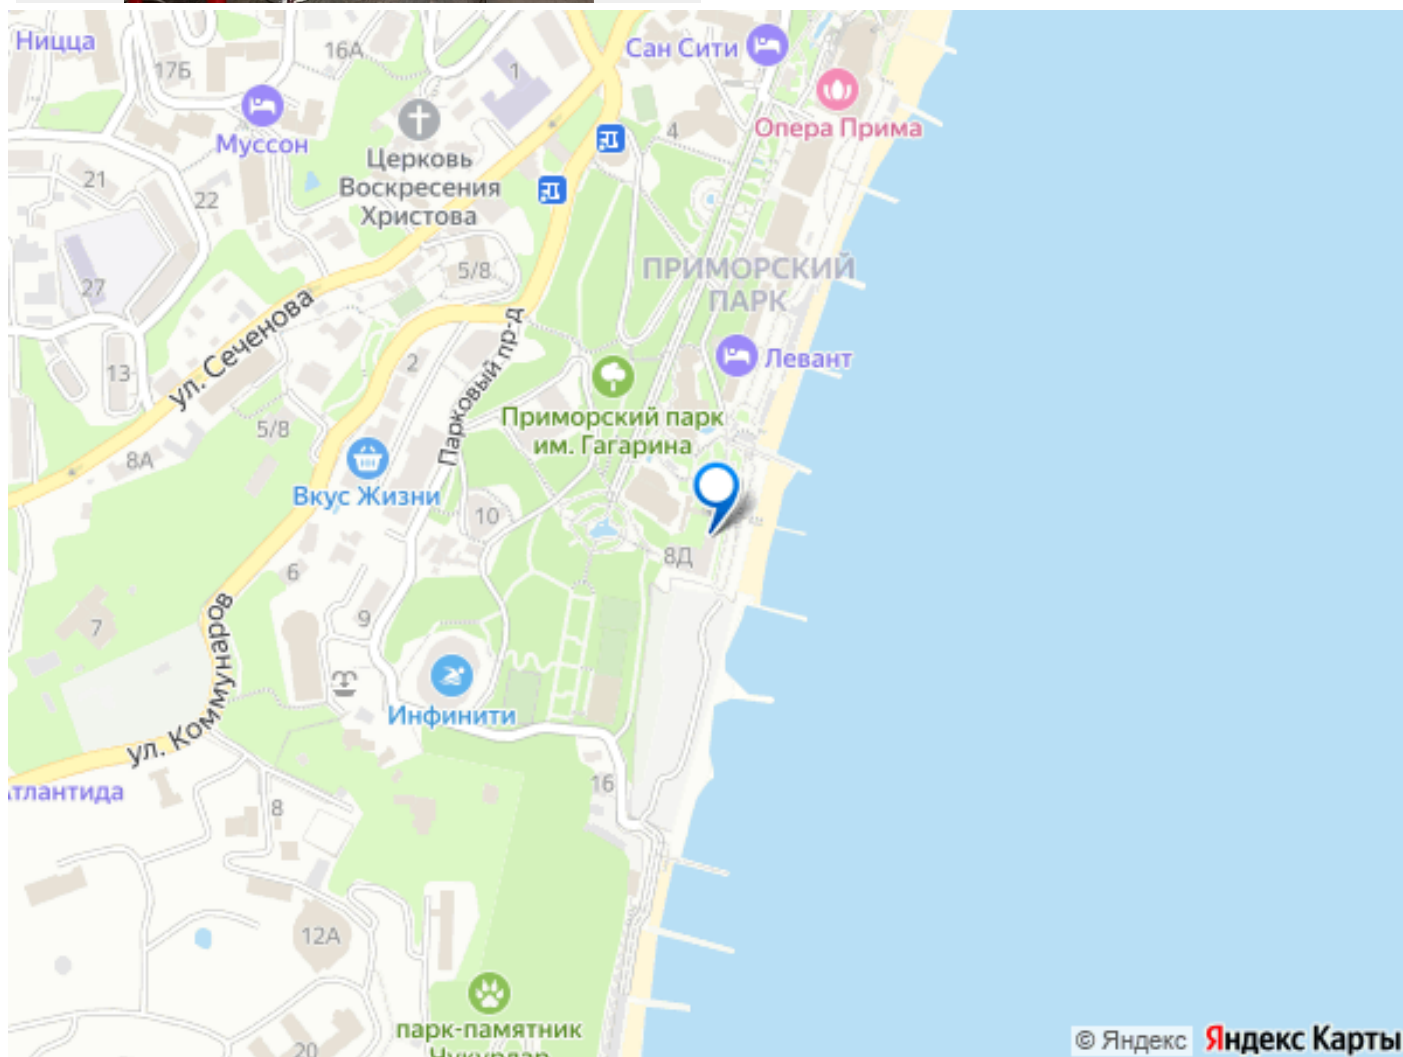 Ницца
17Б
16А
1
Сан Сити
4
Опера Прима
Муссон
Церковь
Воскресения
Христова
21
22
27
5/8
ПРИМОРСКИЙ
ПАРК
ул. Сеченова
13
2
Парковый пр-д
Левант
Приморский парк
им. Гагарина
5/8
8А
Вкус Жизни
10
8Д
6
9
7
ул. Коммунаров
Инфинити
16
тлантида
8
12А
парк-памятник
Чукурлар
20
© Яндекс Яндекс Карты